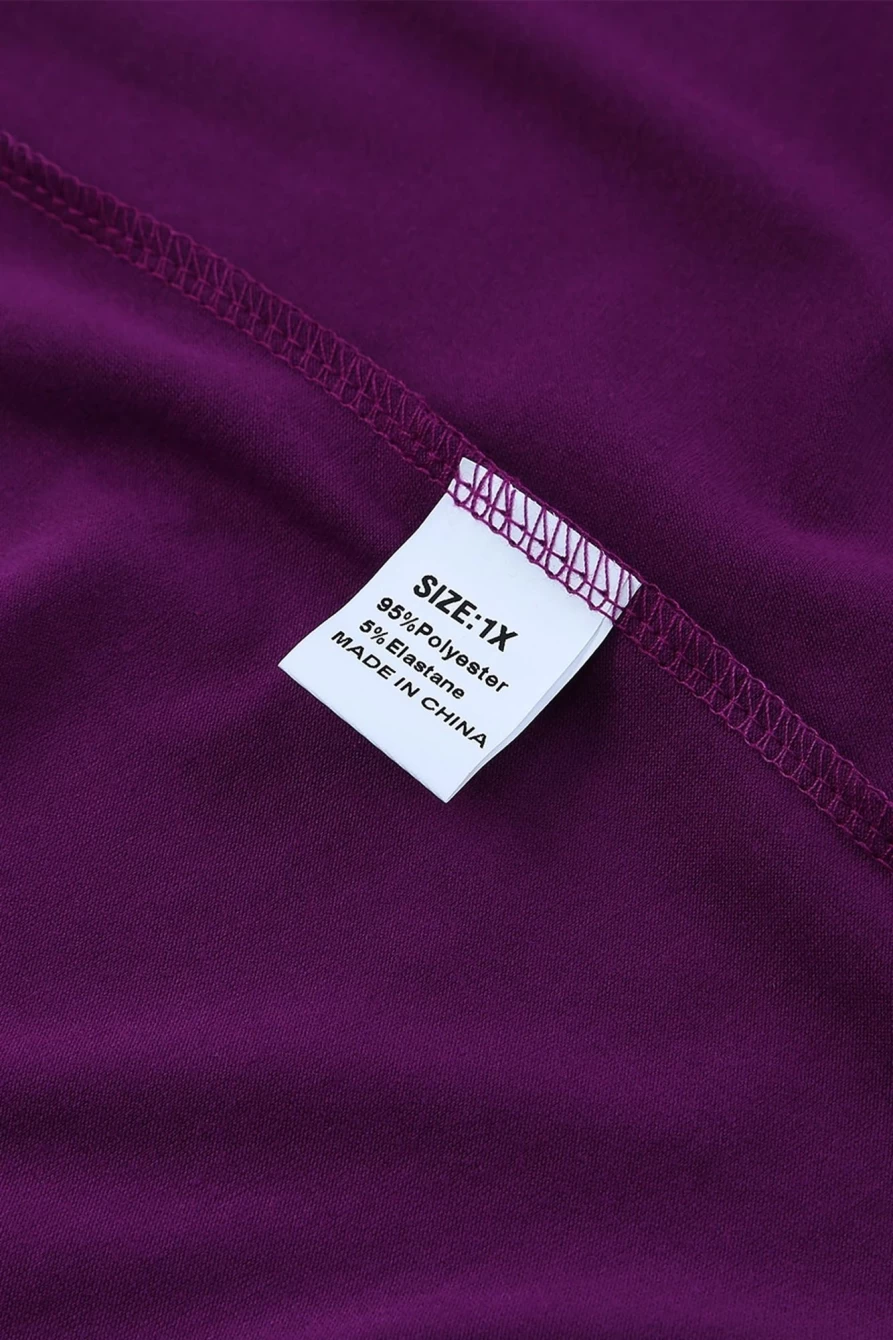 SIZE:1X
95%Polyester
5%Elastane
MADE IN CHINA